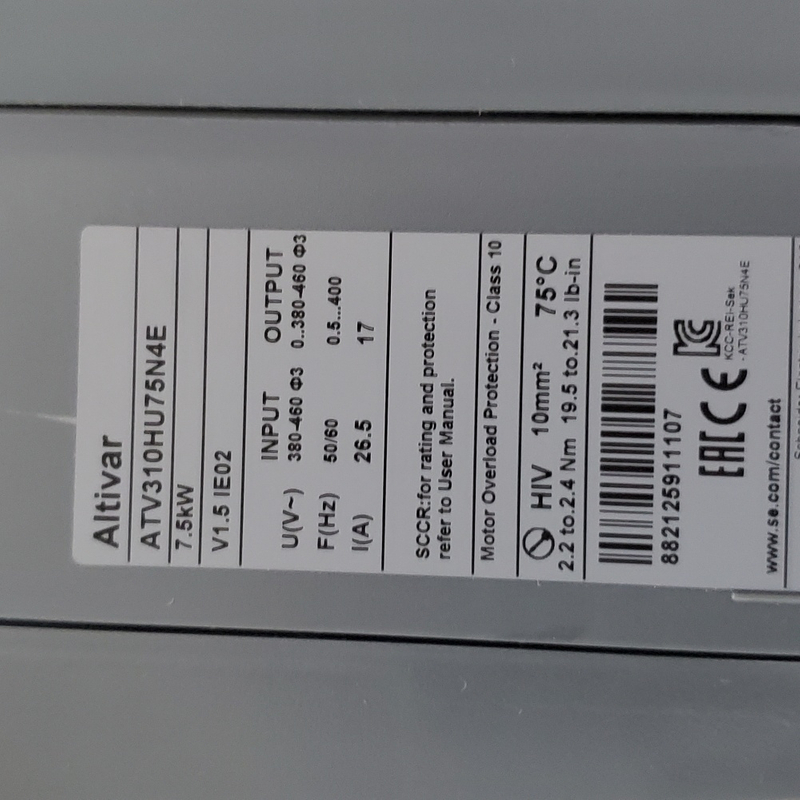 Altivar
ATV310HU75N4E
7.5kW
V1.5 IE02
INPUT OUTPUT
U(V~) 380-460 Φ3 0..380-460 Φ3
F(Hz) 50/60 0.5...400
I(A) 26.5 17
SCCR:for rating and protection
refer to User Manual.
Motor Overload Protection - Class 10
HIV 10mm² 75°C
2.2 to.2.4 Nm 19.5 to.21.3 lb-in
882125911107
EAC CE
KCC-REI-Sek
-ATV310HU75N4E
www.se.com/contact